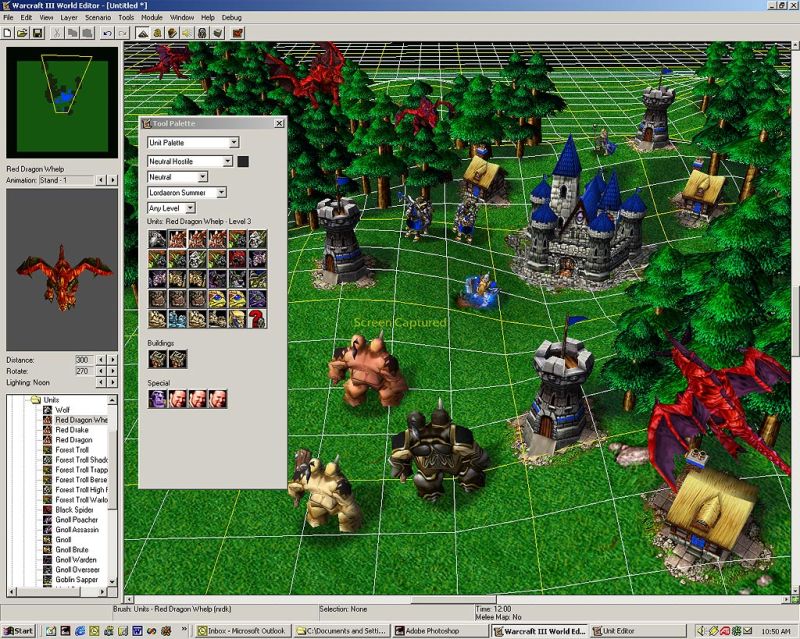 Warcraft III World Editor - [Untitled *]
File Edit View Layer Scenario Tools Module Window Help Debug
Red Dragon Whelp
Animation: Stand - 1
Distance: 300
Rotate: 270
Lighting: Noon
Units
Wolf
Red Dragon Whe
Red Drake
Red Dragon
Forest Troll
Forest Troll Shado
Forest Troll Trapp
Forest Troll Berse
Forest Troll High F
Forest Troll Warlo
Black Spider
Gnoll Poacher
Gnoll Assassin
Gnoll
Gnoll Brute
Gnoll Warden
Gnoll Overseer
Goblin Sapper
Tool Palette
Unit Palette
Neutral Hostile
Neutral
Lordaeron Summer
Any Level
Units: Red Dragon Whelp - Level 3
Buildings
Special
Screen Captured
Brush: Units - Red Dragon Whelp (nrdk)
Selection: None
Time: 12:00
Melee Map: No
Start
Inbox - Microsoft Outlook
C:\Documents and Setti...
Adobe Photoshop
Warcraft III World Edi...
Unit Editor
10:50 AM